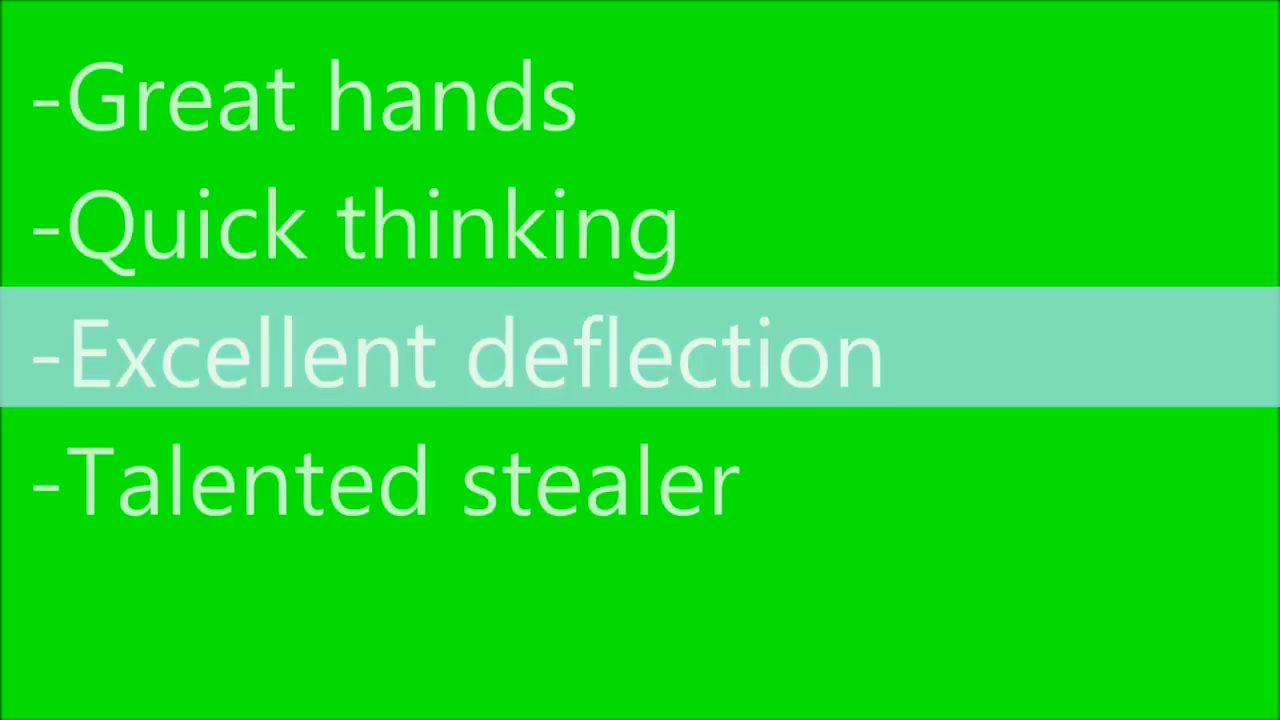 -Great hands
-Quick thinking
-Excellent deflection
-Talented stealer